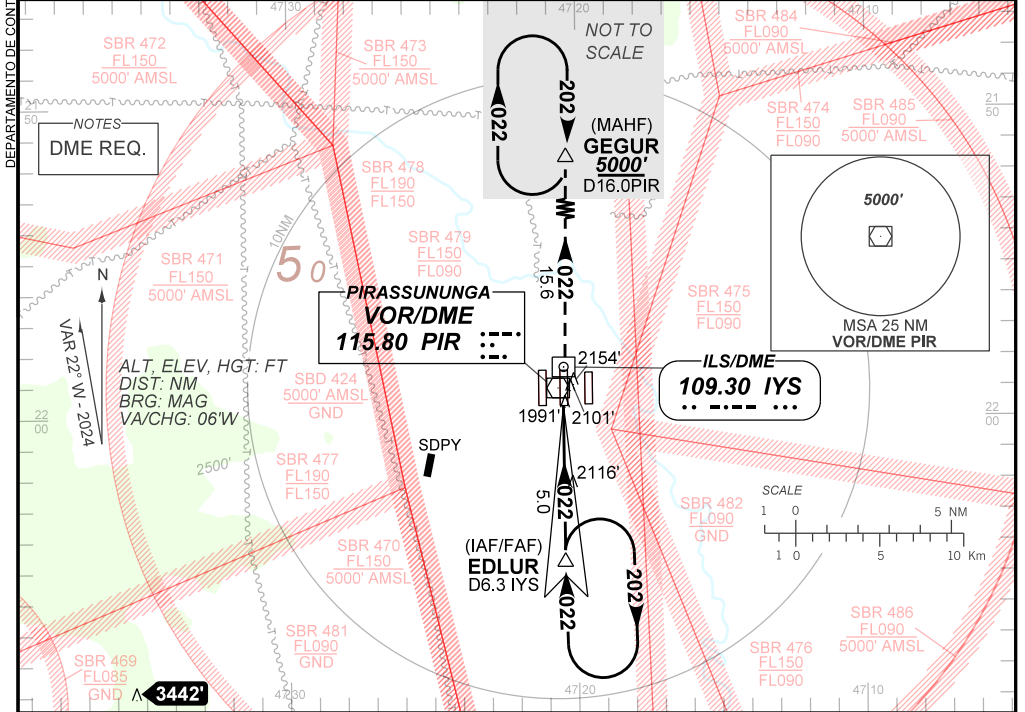 DEPARTAMENTO DE CONT
47 30
47 20
SBR 472
FL150
5000' AMSL
SBR 473
FL150
5000' AMSL
NOT TO
SCALE
SBR 484
FL090
5000' AMSL
21
50
NOTES
DME REQ.
202
022
(MAHF)
GEGUR
5000'
D16.0PIR
SBR 474
FL150
FL090
SBR 485
FL090
5000' AMSL
21
50
SBR 478
FL190
FL150
5000'
MSA 25 NM
VOR/DME PIR
10NM
50
SBR 479
FL150
FL090
SBR 471
FL150
5000' AMSL
022
15.6
SBR 475
FL150
FL090
N
VAR 22° W - 2024
PIRASSUNUNGA
VOR/DME
115.80 PIR
ILS/DME
109.30 IYS
ALT, ELEV, HGT: FT
DIST: NM
BRG: MAG
VA/CHG: 06'W
SBD 424
5000' AMSL
GND
2154'
1991'
2101'
22
00
22
00
SDPY
2500'
SBR 477
FL190
FL150
2116'
022
5.0
SBR 482
FL090
GND
SCALE
1 0 5 NM
1 0 5 10 Km
(IAF/FAF)
EDLUR
D6.3 IYS
202
022
SBR 470
FL150
5000' AMSL
SBR 486
FL090
5000' AMSL
SBR 481
FL090
GND
SBR 476
FL150
FL090
SBR 469
FL085
GND
3442'
47 30
47 20
47 10